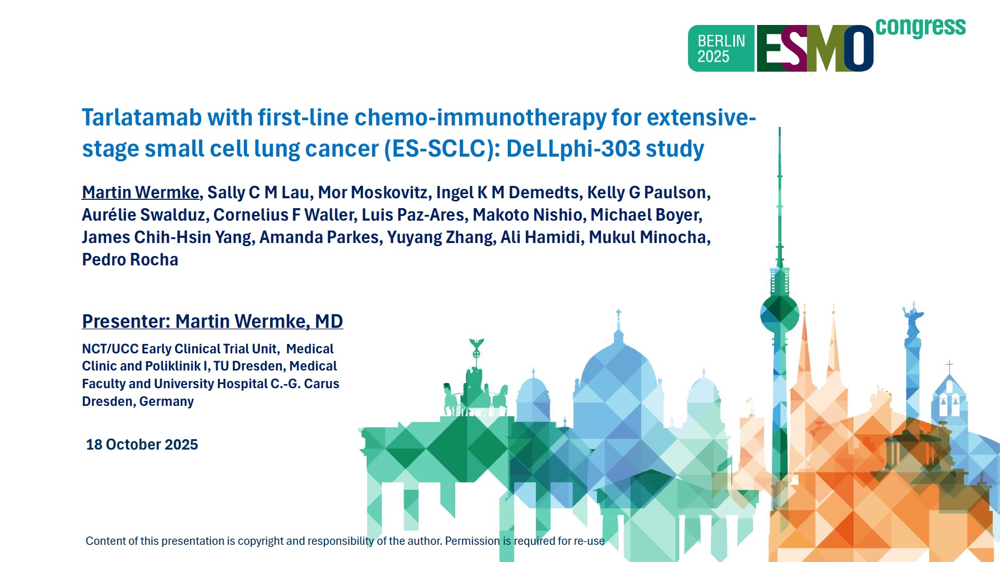 BERLIN
2025
ESMO
congress
Tarlatamab with first-line chemo-immunotherapy for extensive-
stage small cell lung cancer (ES-SCLC): DeLLphi-303 study
Martin Wermke, Sally C M Lau, Mor Moskovitz, Ingel K M Demedts, Kelly G Paulson,
Aurélie Swalduz, Cornelius F Waller, Luis Paz-Ares, Makoto Nishio, Michael Boyer,
James Chih-Hsin Yang, Amanda Parkes, Yuyang Zhang, Ali Hamidi, Mukul Minocha,
Pedro Rocha
Presenter: Martin Wermke, MD
NCT/UCC Early Clinical Trial Unit, Medical
Clinic and Poliklinik I, TU Dresden, Medical
Faculty and University Hospital C.-G. Carus
Dresden, Germany
18 October 2025
Content of this presentation is copyright and responsibility of the author. Permission is required for re-use